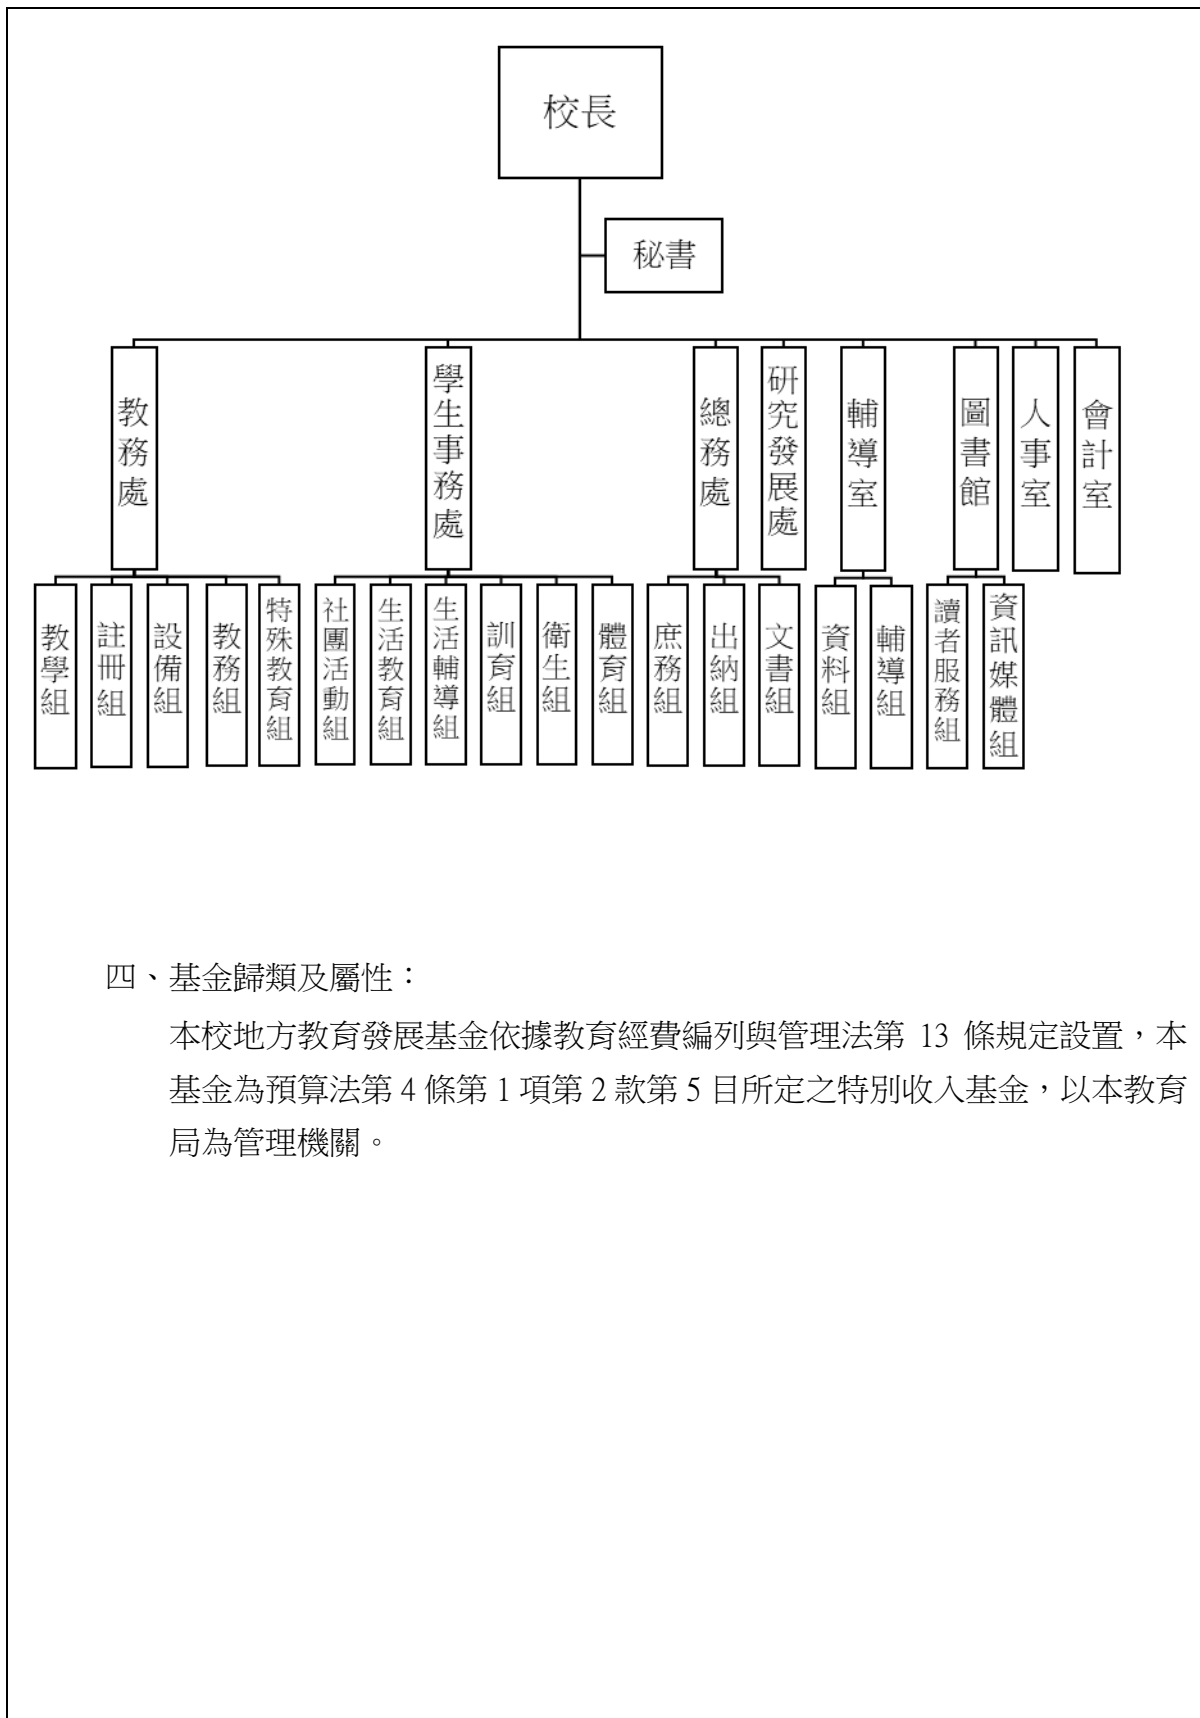 校長
秘書
教務處
學生事務處
總務處
研究發展處
輔導室
圖書館
人事室
會計室
教學組
註冊組
設備組
教務組
特殊教育組
社團活動組
生活教育組
生活輔導組
訓育組
衛生組
體育組
庶務組
出納組
文書組
資料組
輔導組
讀者服務組
資訊媒體組
四、基金歸類及屬性：
本校地方教育發展基金依據教育經費編列與管理法第 13 條規定設置，本
基金為預算法第 4 條第 1 項第 2 款第 5 目所定之特別收入基金，以本教育
局為管理機關。